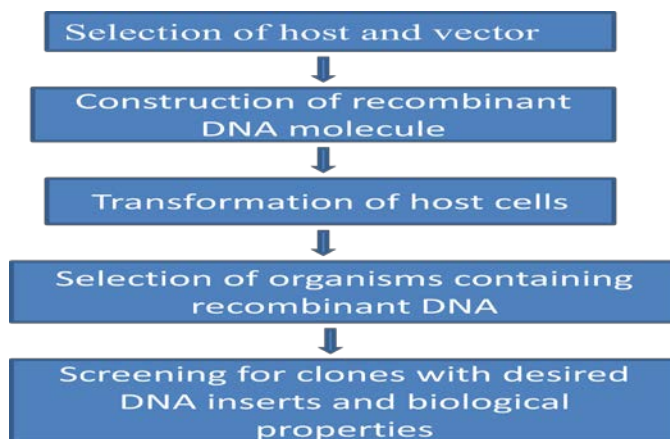 Selection of host and vector
Construction of recombinant
DNA molecule
Transformation of host cells
Selection of organisms containing
recombinant DNA
Screening for clones with desired
DNA inserts and biological
properties